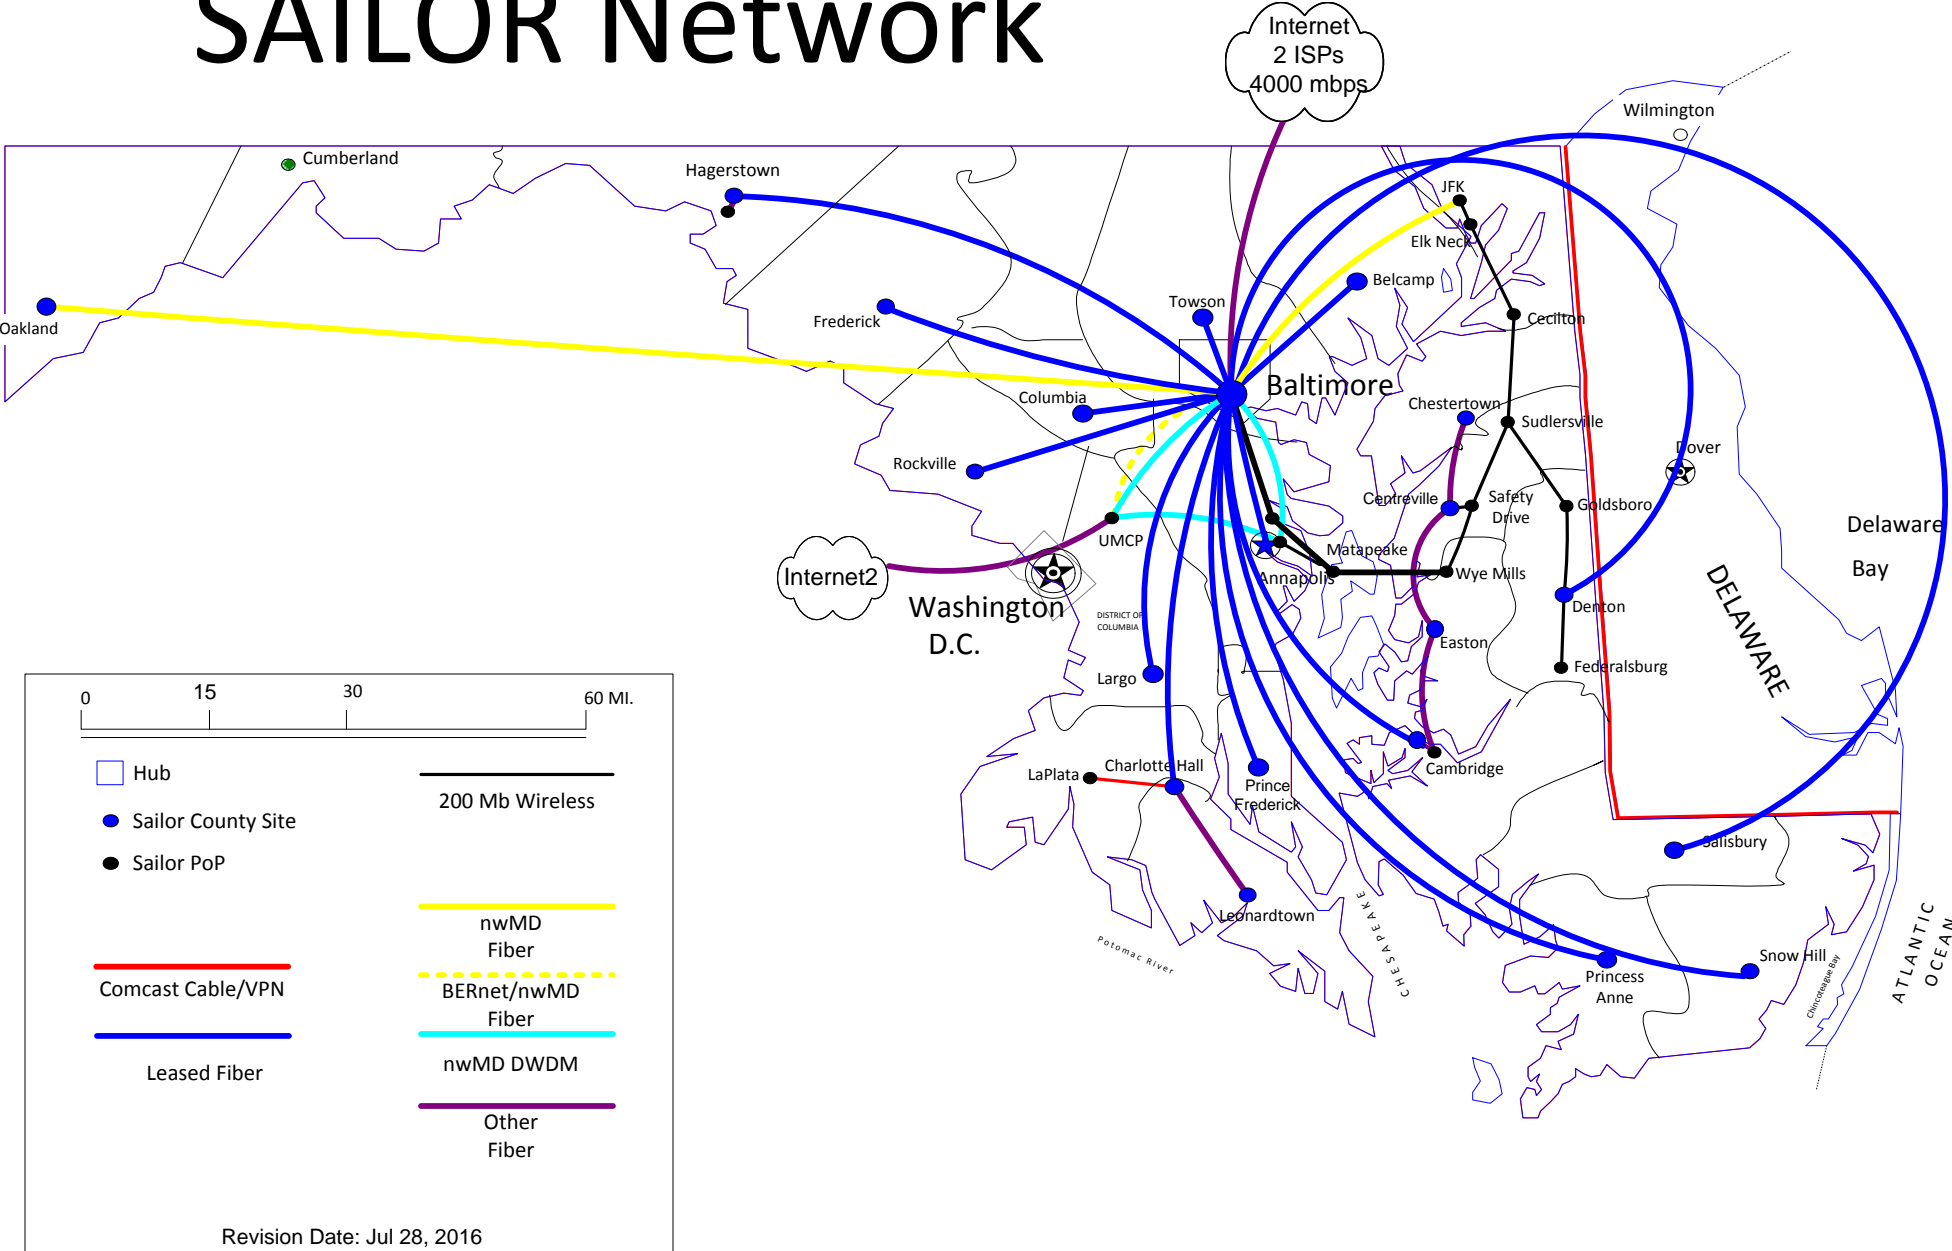 SAILOR Network
Internet
2 ISPs
4000 mbps
Wilmington
Cumberland
Hagerstown
JFK
Elk Neck
Belcamp
Towson
Oakland
Frederick
Cecilton
Baltimore
Columbia
Chestertown
Sudlersville
Rockville
Dover
Centreville
Safety
Drive
Goldsboro
Delaware
Bay
UMCP
Matapeake
Annapolis
Wye Mills
Internet2
Washington
D.C.
DISTRICT OF
COLUMBIA
Denton
DELAWARE
Easton
Federalsburg
Largo
Cambridge
LaPlata
Charlotte Hall
Prince
Frederick
Salisbury
Leonardtown
Potomac River
CHESAPEAKE
Princess
Anne
Snow Hill
Chincoteague Bay
ATLANTIC
OCEAN
0 15 30 60 MI.
Hub
Sailor County Site
Sailor PoP
200 Mb Wireless
nwMD
Fiber
Comcast Cable/VPN
BERnet/nwMD
Fiber
Leased Fiber
nwMD DWDM
Other
Fiber
Revision Date: Jul 28, 2016